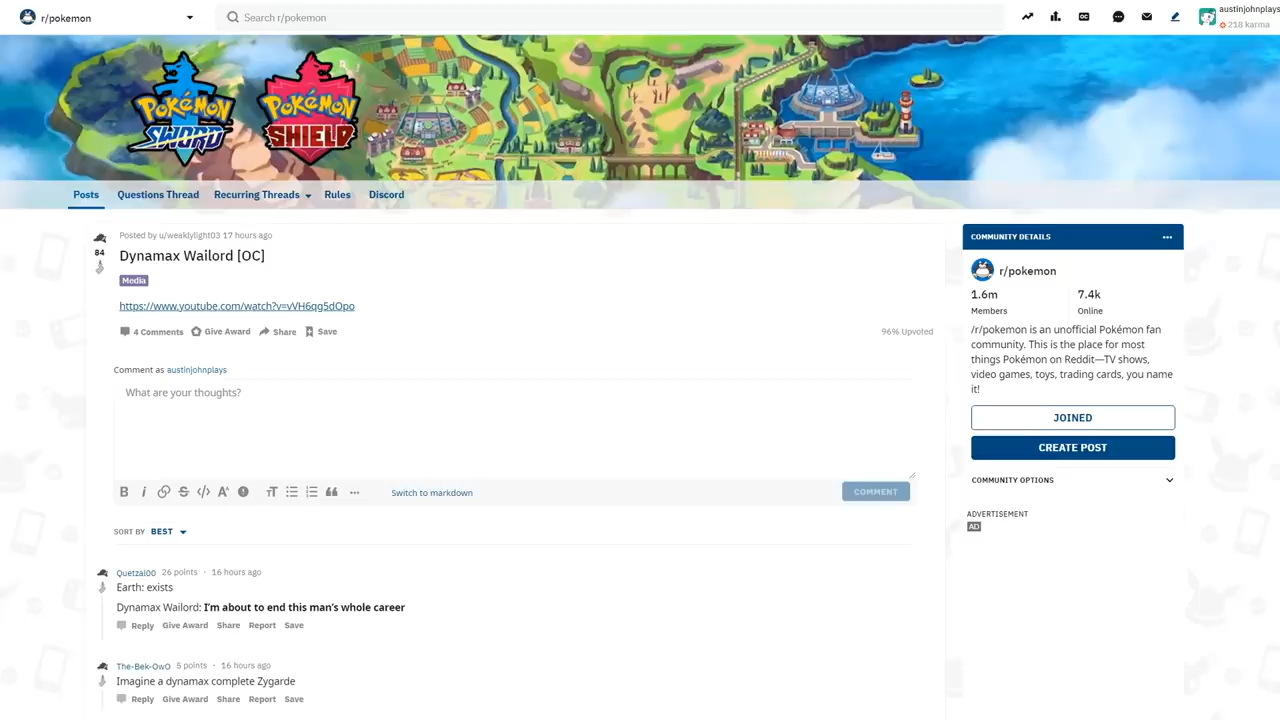 r/pokemon
Search r/pokemon
austinjohnplays
218 karma
POKÉMON
SWORD
POKÉMON
SHIELD
Posts
Questions Thread
Recurring Threads
Rules
Discord
84
Posted by u/weaklylight03 17 hours ago
Dynamax Wailord [OC]
Media
https://www.youtube.com/watch?v=vVH6qg5dOpo
4 Comments
Give Award
Share
Save
96% Upvoted
Comment as austinjohnplays
What are your thoughts?
Switch to markdown
COMMENT
SORT BY BEST
Quetzal00 26 points · 16 hours ago
Earth: exists
Dynamax Wailord: I'm about to end this man's whole career
Reply Give Award Share Report Save
The-Bek-OwO 5 points · 16 hours ago
Imagine a dynamax complete Zygarde
Reply Give Award Share Report Save
COMMUNITY DETAILS
r/pokemon
1.6m
Members
7.4k
Online
/r/pokemon is an unofficial Pokémon fan
community. This is the place for most
things Pokémon on Reddit—TV shows,
video games, toys, trading cards, you name
it!
JOINED
CREATE POST
COMMUNITY OPTIONS
ADVERTISEMENT
AD